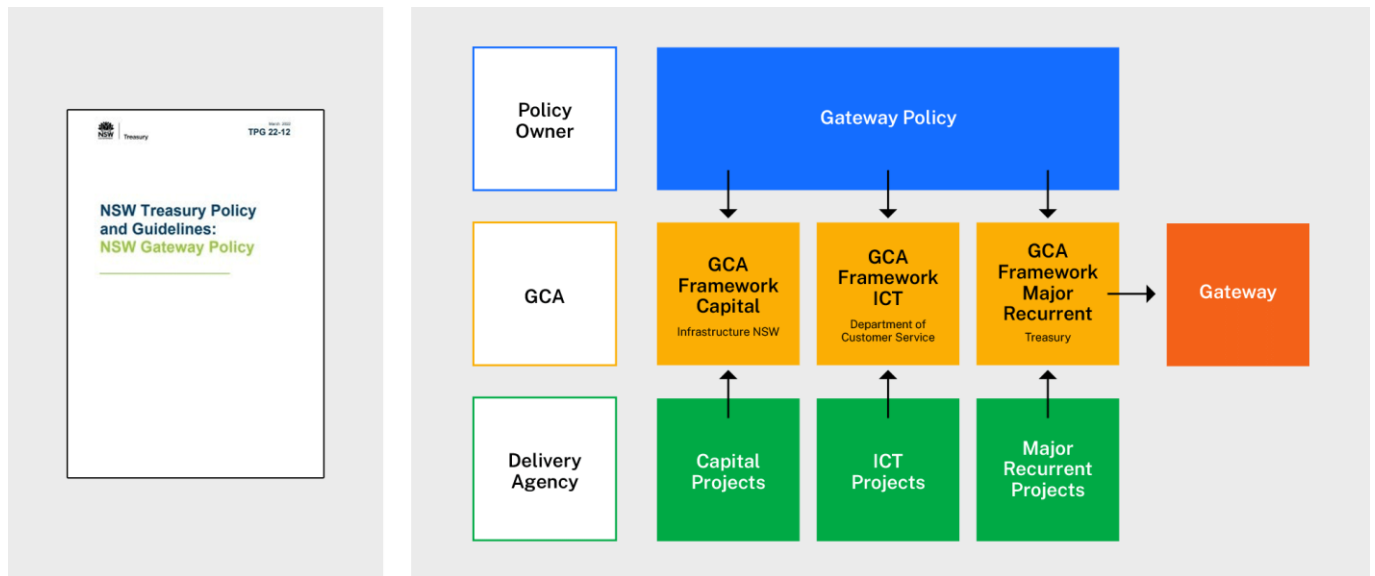 March 2022
NSW
Treasury
TPG 22-12
NSW Treasury Policy
and Guidelines:
NSW Gateway Policy
Policy
Owner
Gateway Policy
GCA
GCA
Framework
Capital
Infrastructure NSW
GCA
Framework
ICT
Department of
Customer Service
GCA
Framework
Major
Recurrent
Treasury
Gateway
Delivery
Agency
Capital
Projects
ICT
Projects
Major
Recurrent
Projects